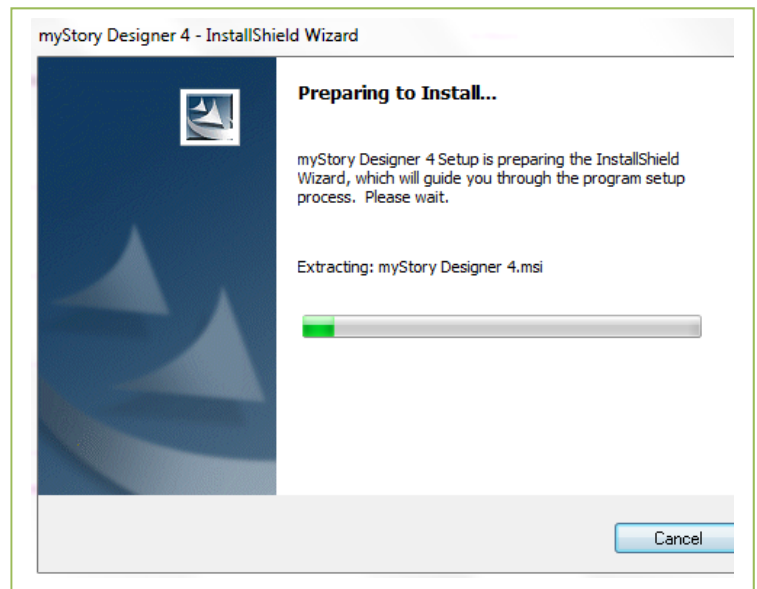 myStory Designer 4 - InstallShield Wizard
Preparing to Install...
myStory Designer 4 Setup is preparing the InstallShield
Wizard, which will guide you through the program setup
process. Please wait.
Extracting: myStory Designer 4.msi
Cancel